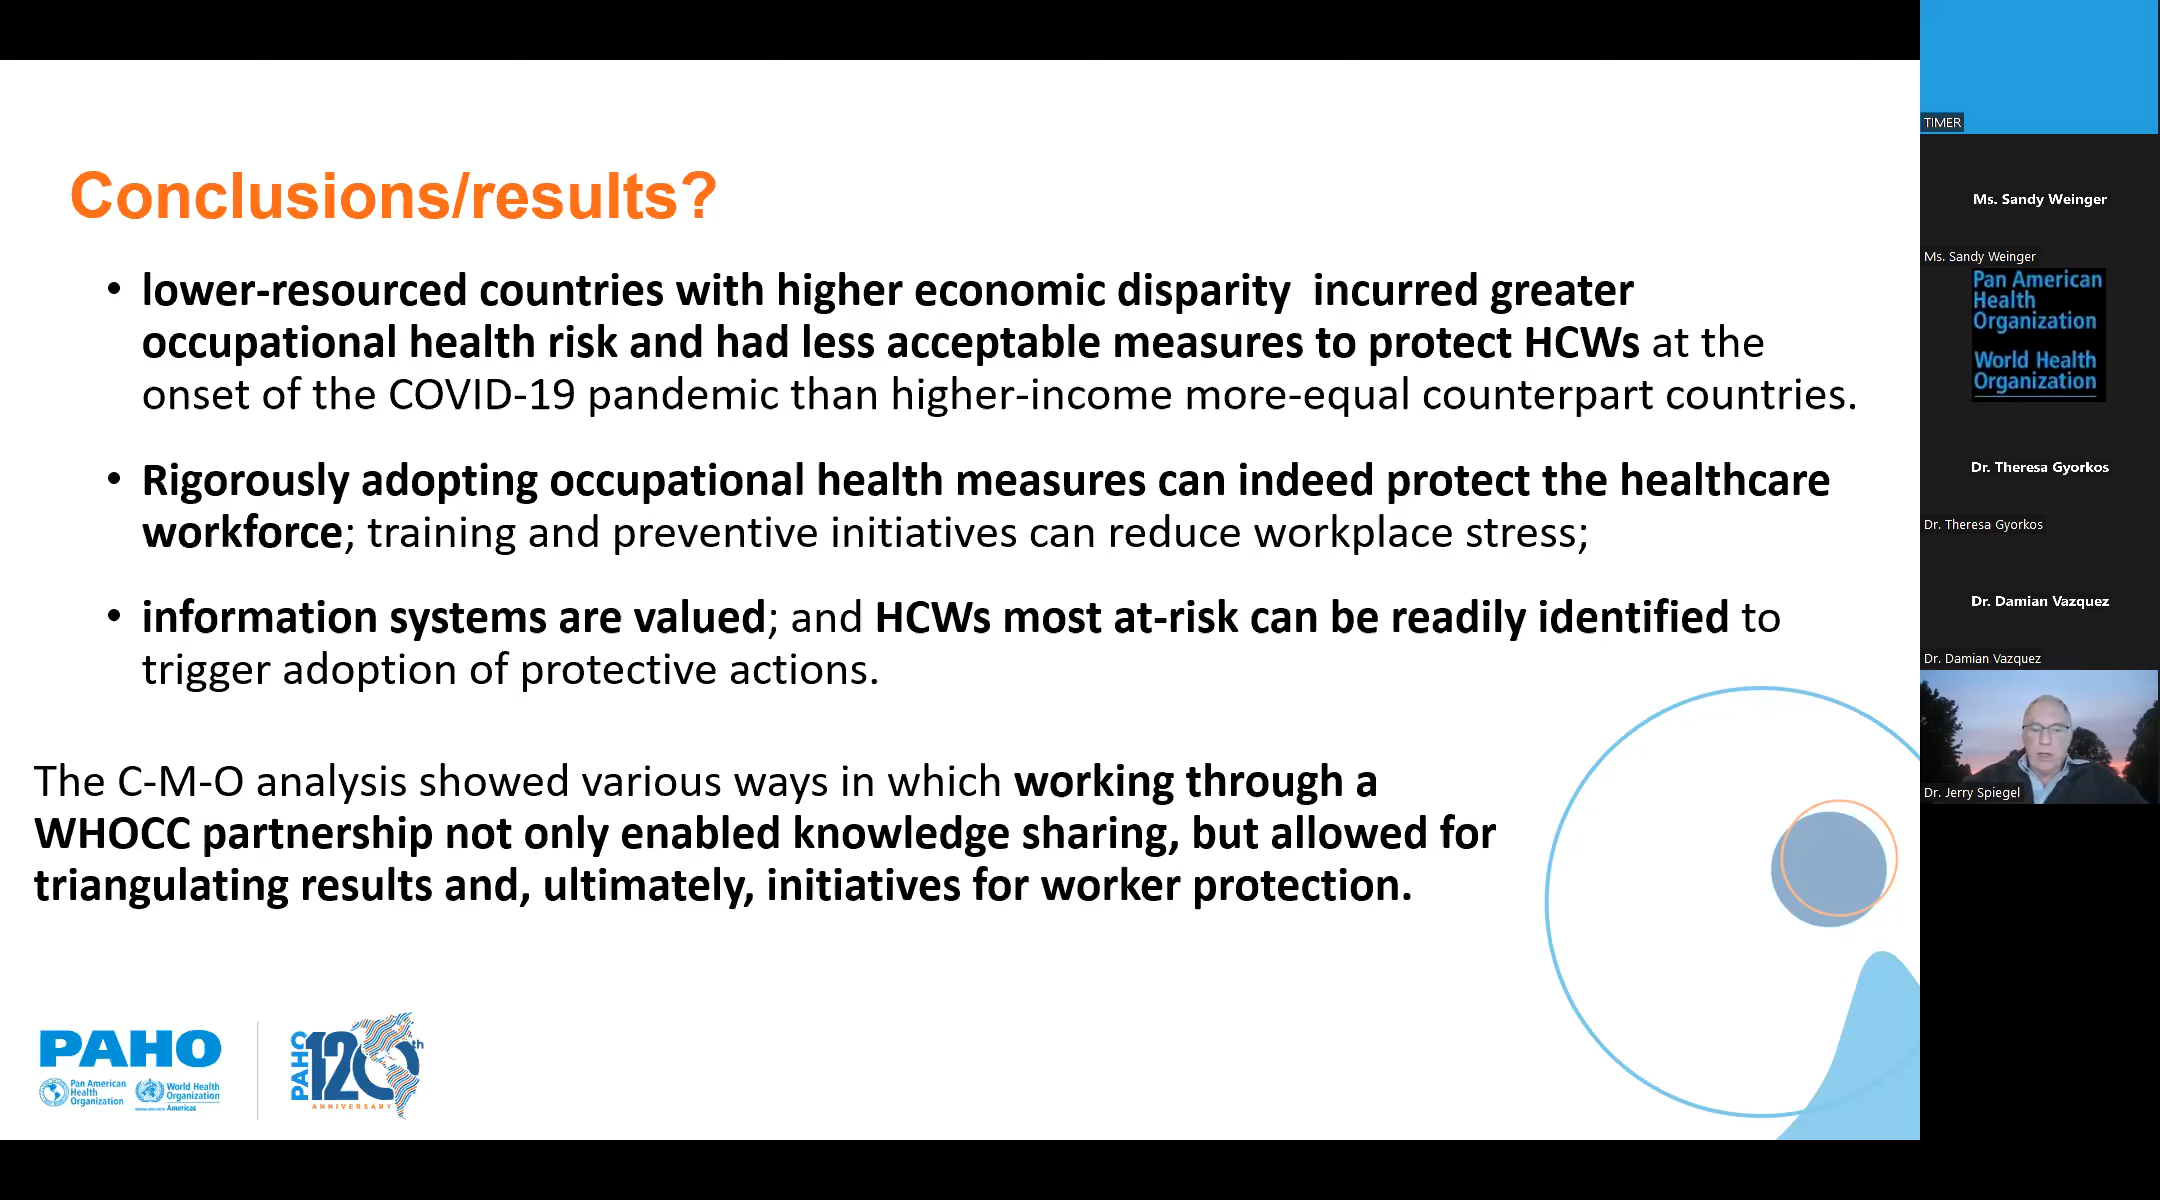 Conclusions/results?
• lower-resourced countries with higher economic disparity  incurred greater
occupational health risk and had less acceptable measures to protect HCWs at the
onset of the COVID-19 pandemic than higher-income more-equal counterpart countries.
• Rigorously adopting occupational health measures can indeed protect the healthcare
workforce; training and preventive initiatives can reduce workplace stress;
• information systems are valued; and HCWs most at-risk can be readily identified to
trigger adoption of protective actions.
The C-M-O analysis showed various ways in which working through a
WHOCC partnership not only enabled knowledge sharing, but allowed for
triangulating results and, ultimately, initiatives for worker protection.
PAHO
Pan American
Health
Organization
World Health
Organization
Americas
PAHO
120th
ANNIVERSARY
TIMER
Ms. Sandy Weinger
Ms. Sandy Weinger
Pan American
Health
Organization
World Health
Organization
Dr. Theresa Gyorkos
Dr. Theresa Gyorkos
Dr. Damian Vazquez
Dr. Damian Vazquez
Dr. Jerry Spiegel